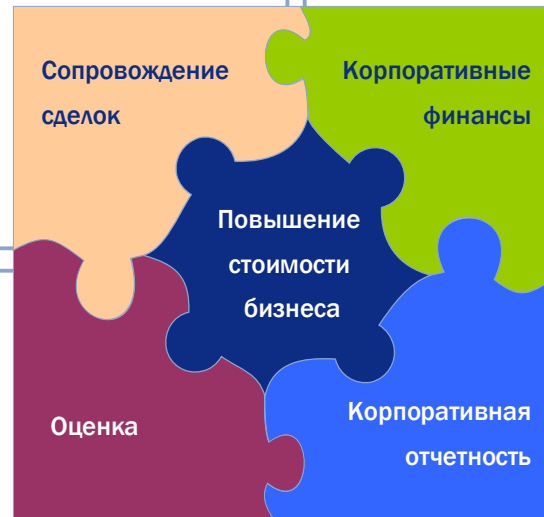 Сопровождение
сделок
Корпоративные
финансы
Повышение
стоимости
бизнеса
Оценка
Корпоративная
отчетность